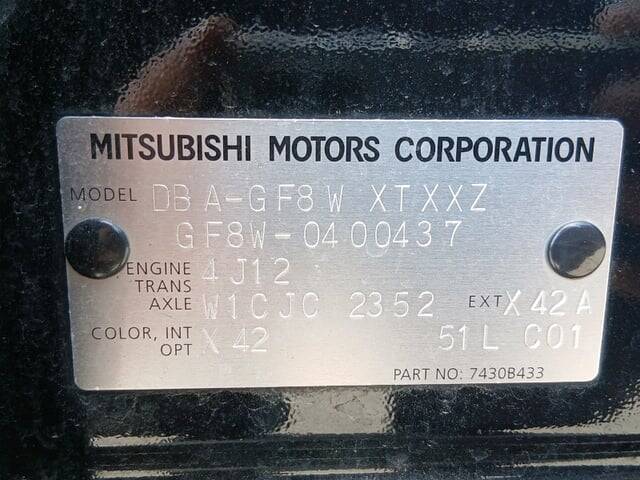 MITSUBISHI MOTORS CORPORATION
MODEL DBA-GF8W XTXXZ
GF8W-0400437
ENGINE 4J12
TRANS
AXLE W1CJC 2352 EXT X42A
COLOR, INT X42 51L C01
OPT
PART NO: 7430B433